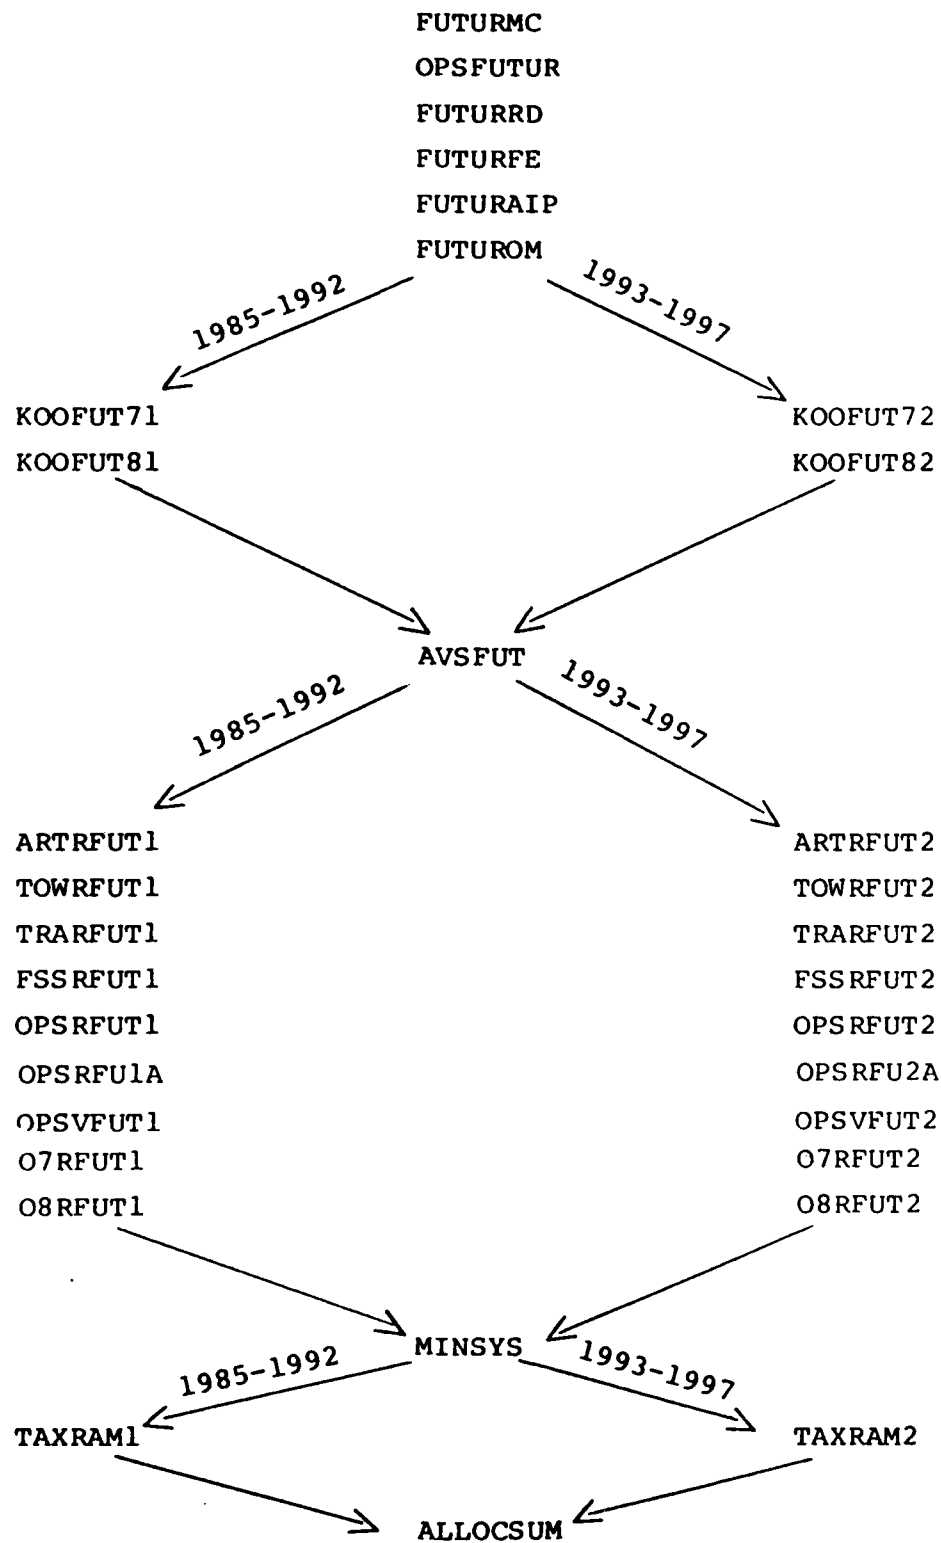 FUTURMC
OPSFUTUR
FUTURRD
FUTURFE
FUTURAIP
FUTUROM
1985-1992
1993-1997
KOOFUT71
KOOFUT81
KOOFUT72
KOOFUT82
AVSFUT
1985-1992
1993-1997
ARTRFUT1
TOWRFUT1
TRARFUT1
FSSRFUT1
OPSRFUT1
OPSRFU1A
OPSVFUT1
O7RFUT1
O8RFUT1
ARTRFUT2
TOWRFUT2
TRARFUT2
FSSRFUT2
OPSRFUT2
OPSRFU2A
OPSVFUT2
O7RFUT2
O8RFUT2
MINSYS
1985-1992
1993-1997
TAXRAM1
TAXRAM2
ALLOCSUM